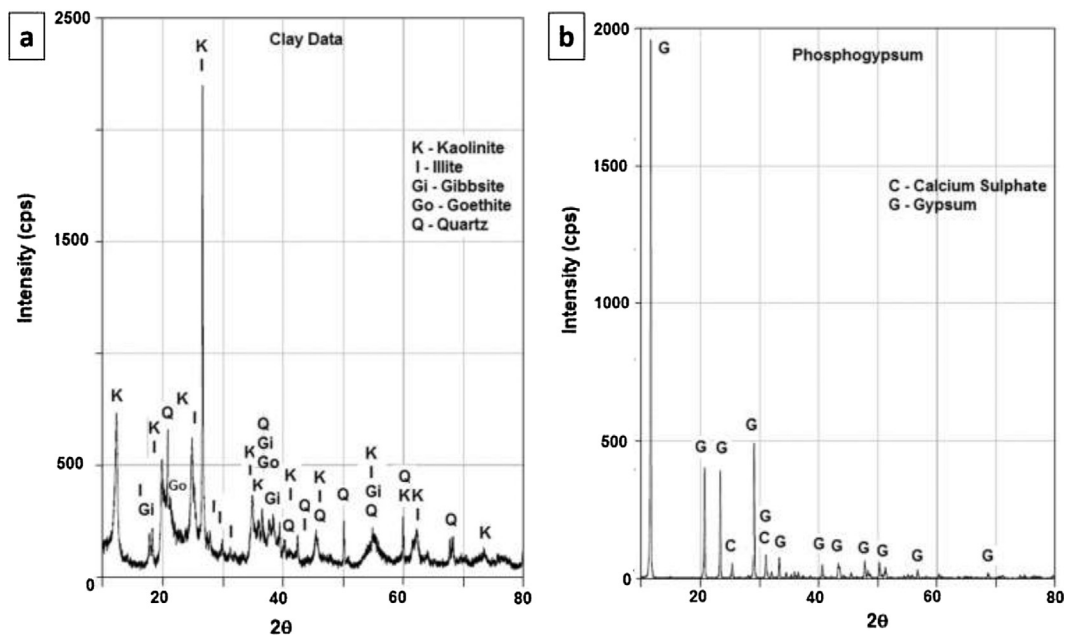 a
Clay Data
K - Kaolinite
I - Illite
Gi - Gibbsite
Go - Goethite
Q - Quartz
Intensity (cps)
2500
1500
500
0
20
40
60
80
2θ
K
I
Gi
K
I
Q
Go
K
I
K
I
I
I
I
K
I
K
Q
Gi
Go
Gi
K
I
Q
Q
I
K
I
Q
Q
K
I
Gi
Q
Q
K
K
I
Q
K
b
Phosphogypsum
C - Calcium Sulphate
G - Gypsum
Intensity (cps)
2000
1500
1000
500
0
20
40
60
80
2θ
G
G
G
C
G
G
C
G
G
G
G
G
G
G